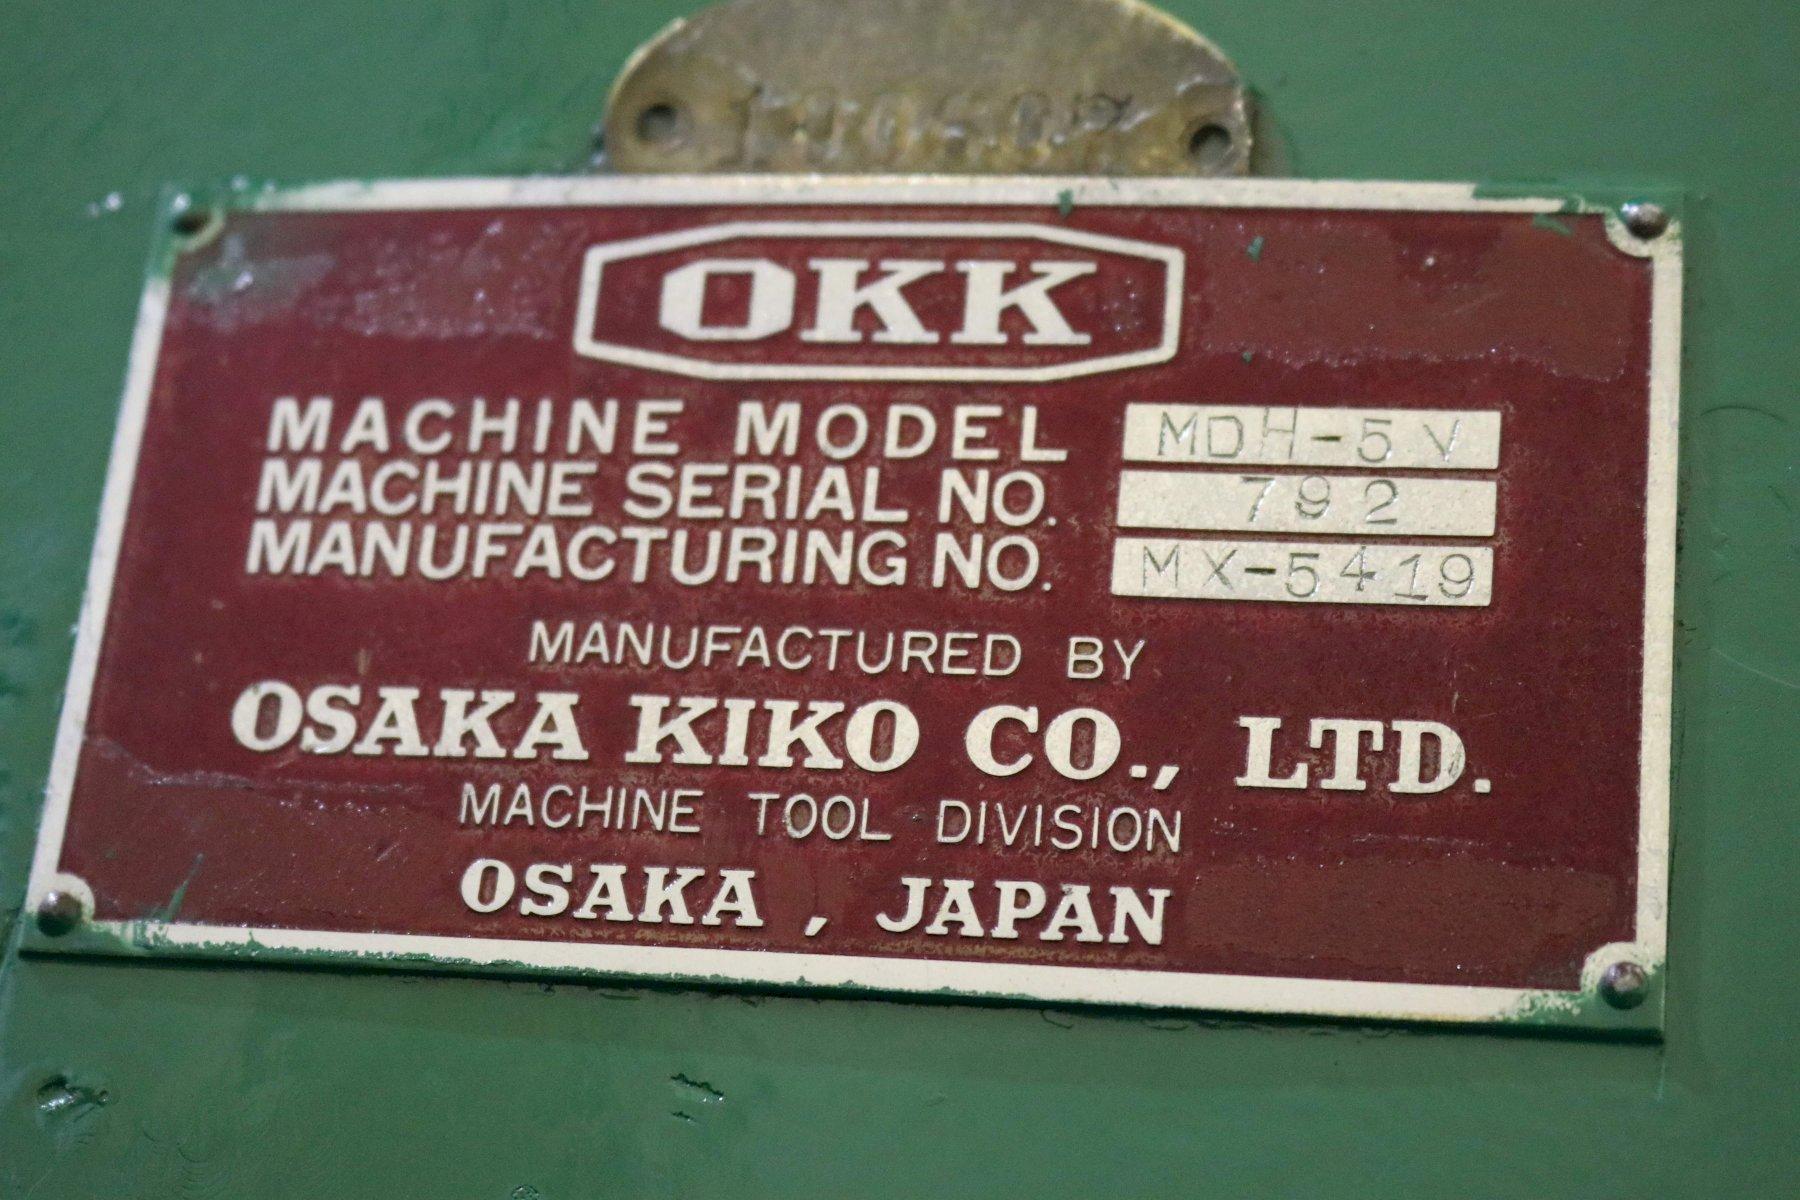 OKK
MACHINE MODEL MDH-5V
MACHINE SERIAL NO. 792
MANUFACTURING NO. MX-5419
MANUFACTURED BY
OSAKA KIKO CO., LTD.
MACHINE TOOL DIVISION
OSAKA, JAPAN